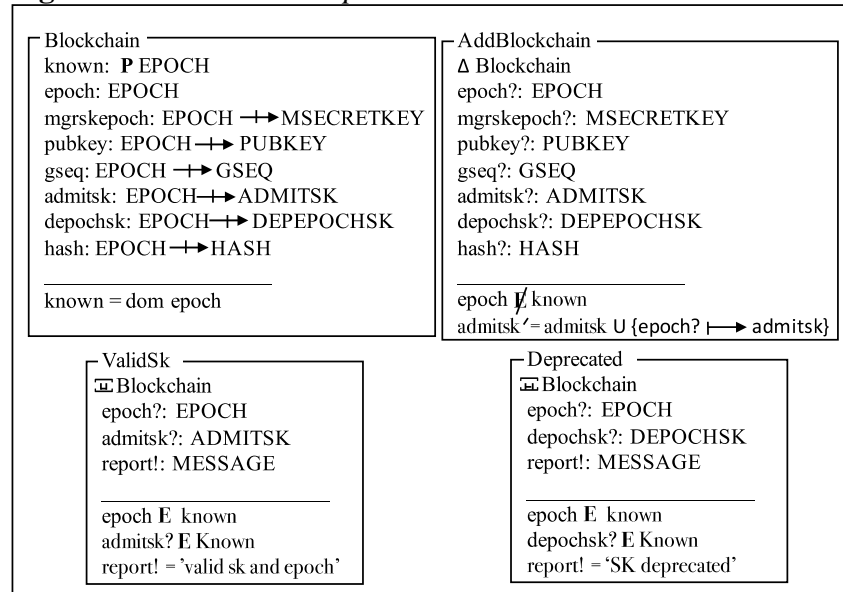 Blockchain
known: P EPOCH
epoch: EPOCH
mgrskepoch: EPOCH ⇸ MSECRETKEY
pubkey: EPOCH ⇸ PUBKEY
gseq: EPOCH ⇸ GSEQ
admitsk: EPOCH ⇸ ADMITSK
depochsk: EPOCH ⇸ DEPEPOCHSK
hash: EPOCH ⇸ HASH
known = dom epoch
AddBlockchain
Δ Blockchain
epoch?: EPOCH
mgrskepoch?: MSECRETKEY
pubkey?: PUBKEY
gseq?: GSEQ
admitsk?: ADMITSK
depochsk?: DEPEPOCHSK
hash?: HASH
epoch E̸ known
admitsk′= admitsk U {epoch? ⟼ admitsk}
ValidSk
Ξ Blockchain
epoch?: EPOCH
admitsk?: ADMITSK
report!: MESSAGE
epoch E known
admitsk? E Known
report! = 'valid sk and epoch'
Deprecated
Ξ Blockchain
epoch?: EPOCH
depochsk?: DEPOCHSK
report!: MESSAGE
epoch E known
depochsk? E Known
report! = 'SK deprecated'